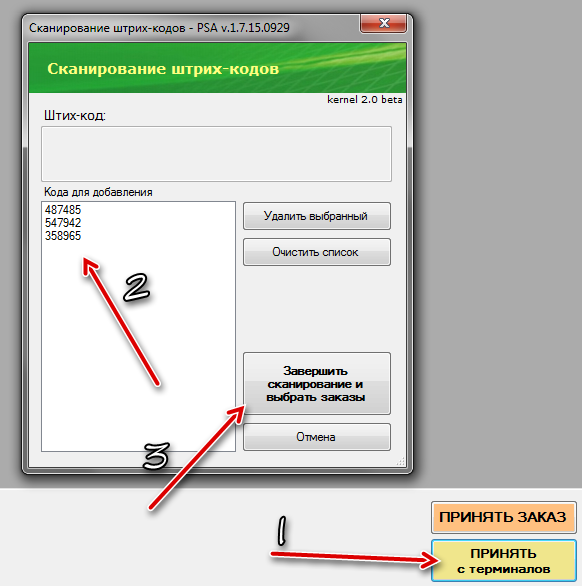 Сканирование штрих-кодов - PSA v.1.7.15.0929
Сканирование штрих-кодов
kernel 2.0 beta
Штих-код:
Кода для добавления
487485
547942
358965
Удалить выбранный
Очистить список
2
Завершить
сканирование и
выбрать заказы
3
Отмена
1
ПРИНЯТЬ ЗАКАЗ
ПРИНЯТЬ
с терминалов